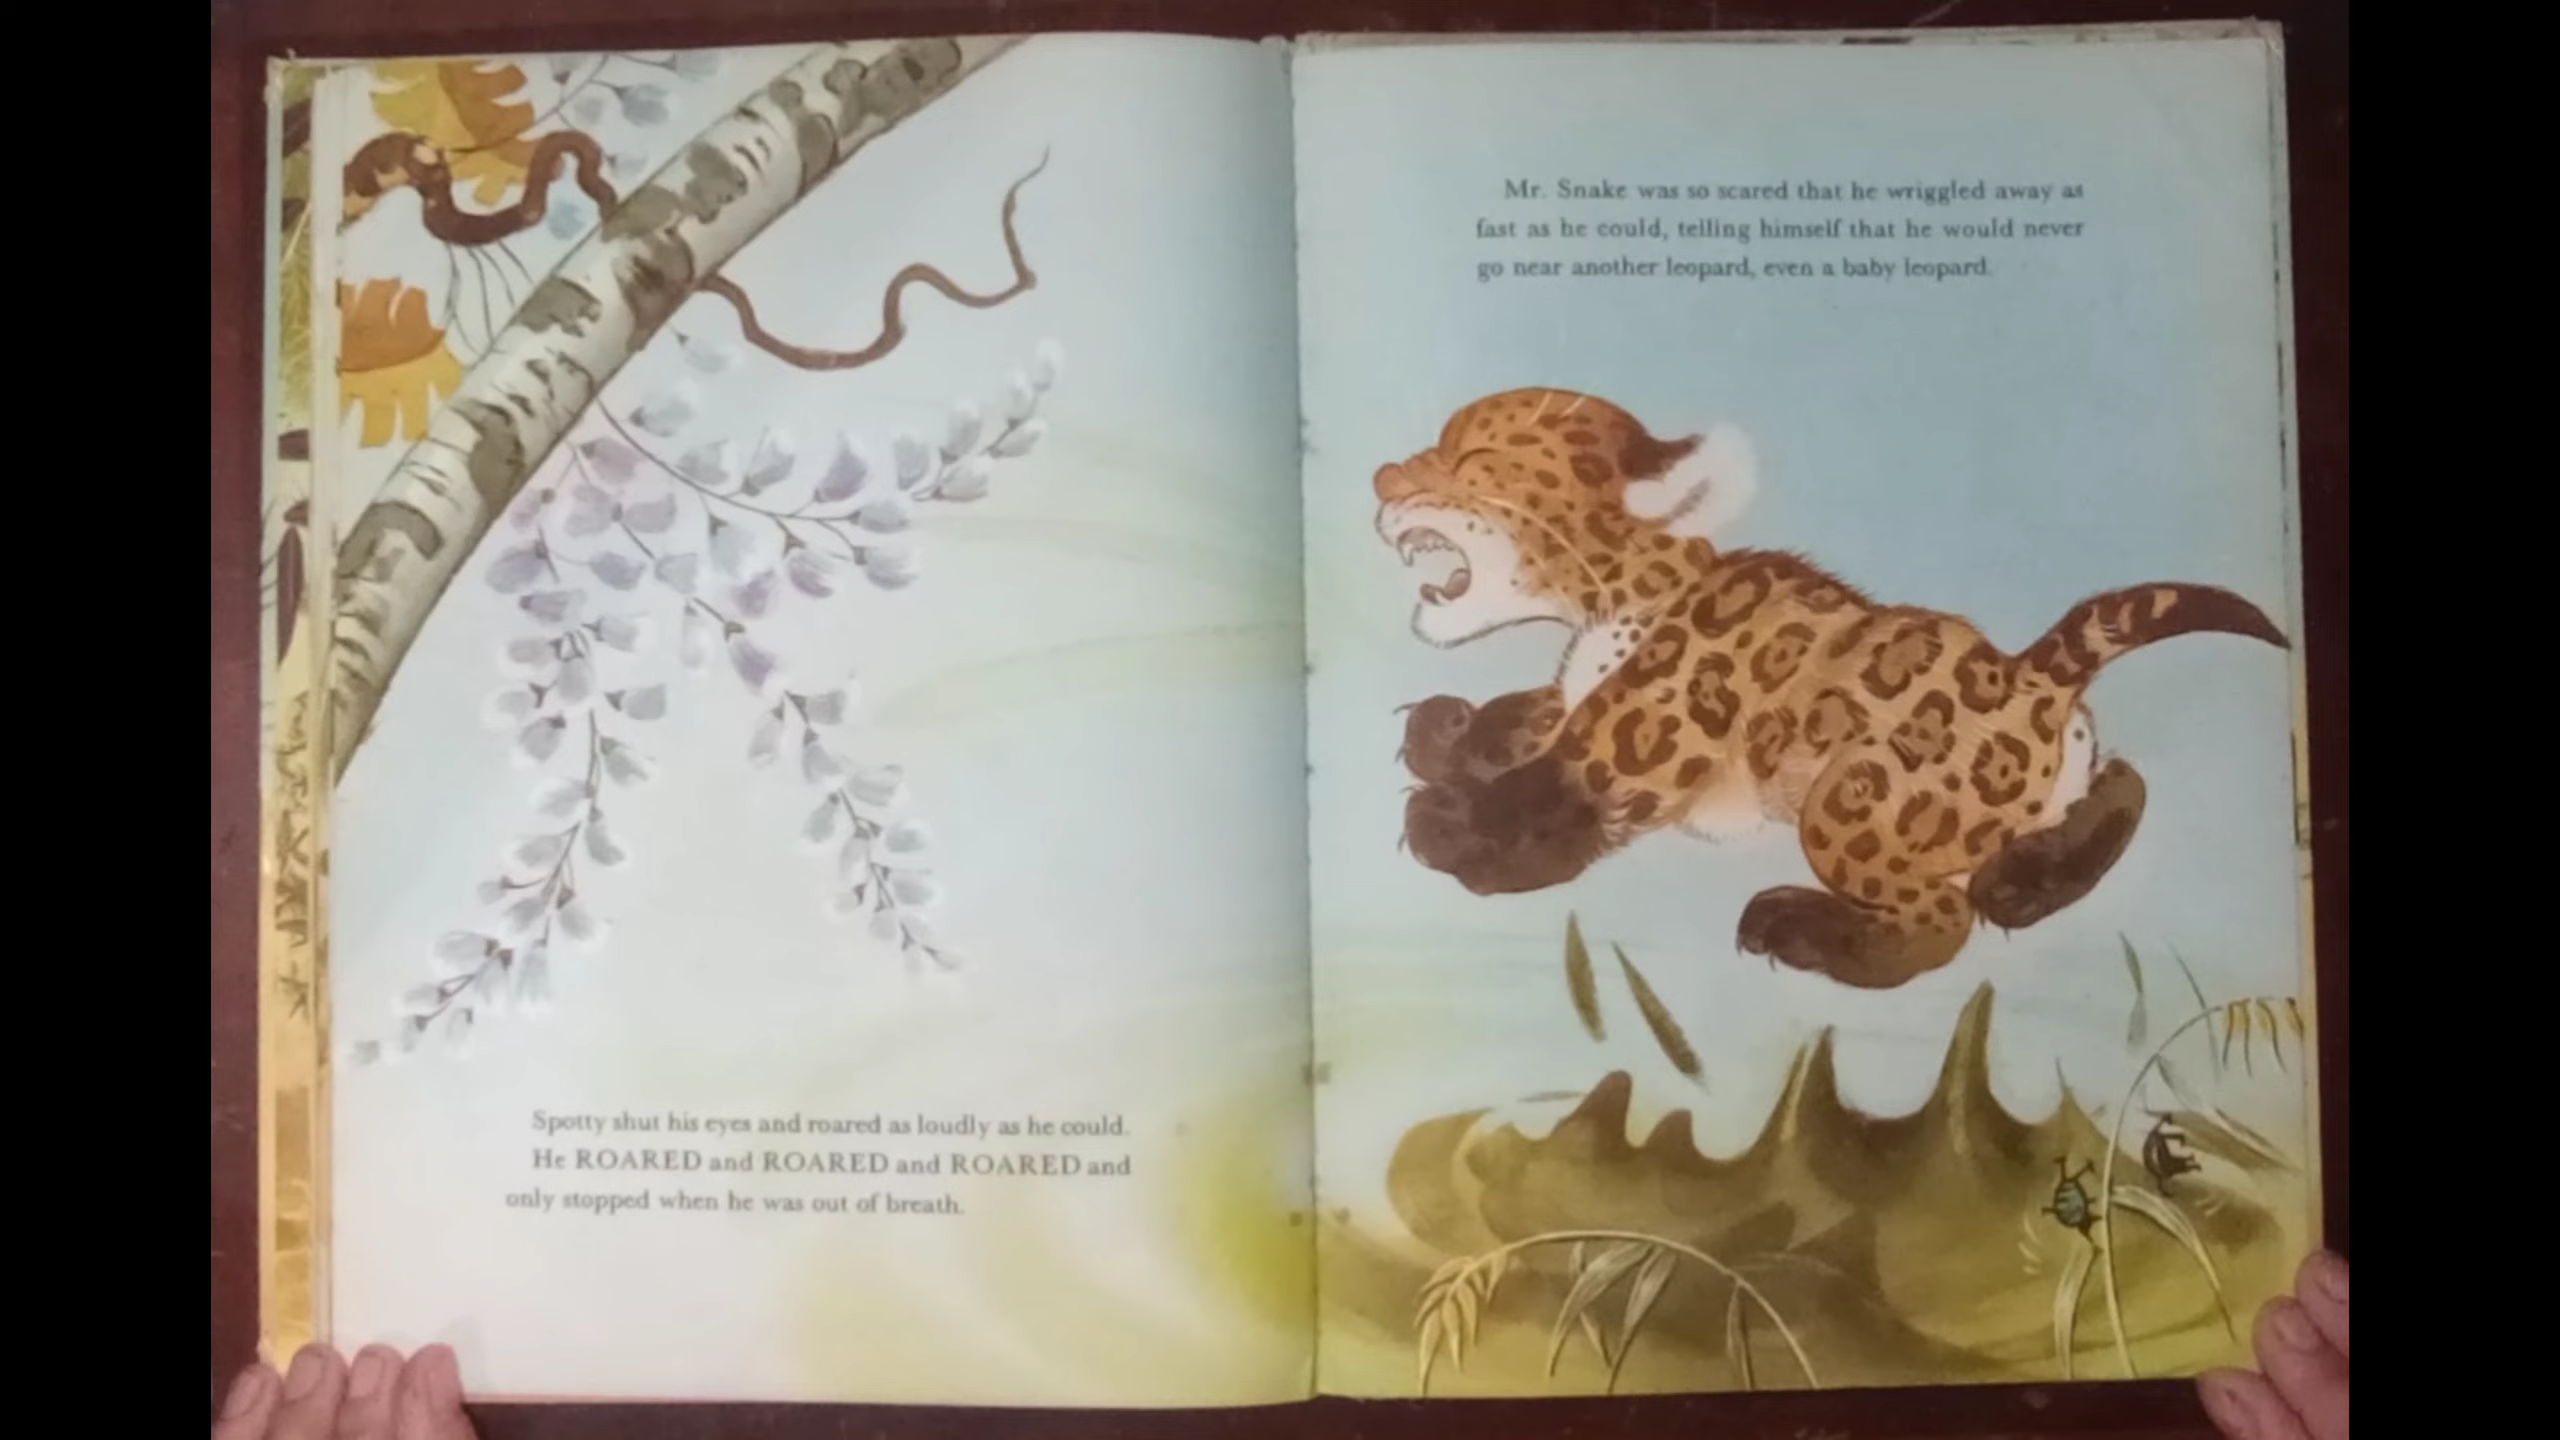 Spotty shut his eyes and roared as loudly as he could.
He ROARED and ROARED and ROARED and
only stopped when he was out of breath.
Mr. Snake was so scared that he wriggled away as
fast as he could, telling himself that he would never
go near another leopard, even a baby leopard.